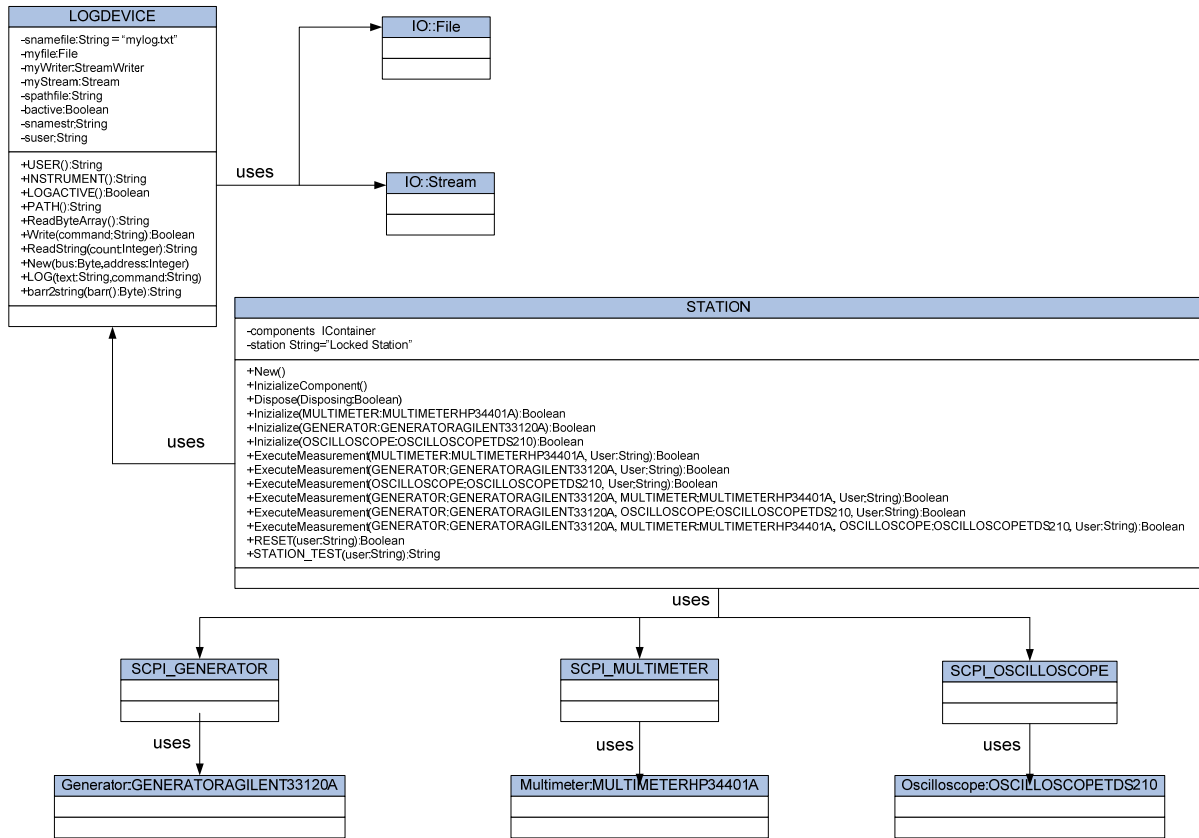 LOGDEVICE
-snamefile:String = "mylog.txt"
-myfile:File
-myWriter:StreamWriter
-myStream:Stream
-spathfile:String
-bactive:Boolean
-snamestr:String
-suser:String
+USER():String
+INSTRUMENT():String
+LOGACTIVE():Boolean
+PATH():String
+ReadByteArray():String
+Write(command:String):Boolean
+ReadString(count:Integer):String
+New(bus:Byte,address:Integer)
+LOG(text:String,command:String)
+barr2string(barr():Byte):String
uses
IO::File
IO::Stream
uses
STATION
-components IContainer
-station String="Locked Station"
+New()
+InizializeComponent()
+Dispose(Disposing:Boolean)
+Inizialize(MULTIMETER:MULTIMETERHP34401A):Boolean
+Inizialize(GENERATOR:GENERATORAGILENT33120A):Boolean
+Inizialize(OSCILLOSCOPE:OSCILLOSCOPETDS210):Boolean
+ExecuteMeasurement(MULTIMETER:MULTIMETERHP34401A, User:String):Boolean
+ExecuteMeasurement(GENERATOR:GENERATORAGILENT33120A, User:String):Boolean
+ExecuteMeasurement(OSCILLOSCOPE:OSCILLOSCOPETDS210, User:String):Boolean
+ExecuteMeasurement(GENERATOR:GENERATORAGILENT33120A, MULTIMETER:MULTIMETERHP34401A, User:String):Boolean
+ExecuteMeasurement(GENERATOR:GENERATORAGILENT33120A, OSCILLOSCOPE:OSCILLOSCOPETDS210, User:String):Boolean
+ExecuteMeasurement(GENERATOR:GENERATORAGILENT33120A, MULTIMETER:MULTIMETERHP34401A, OSCILLOSCOPE:OSCILLOSCOPETDS210, User:String):Boolean
+RESET(user:String):Boolean
+STATION_TEST(user:String):String
uses
SCPI_GENERATOR
SCPI_MULTIMETER
SCPI_OSCILLOSCOPE
uses
uses
uses
Generator:GENERATORAGILENT33120A
Multimeter:MULTIMETERHP34401A
Oscilloscope:OSCILLOSCOPETDS210